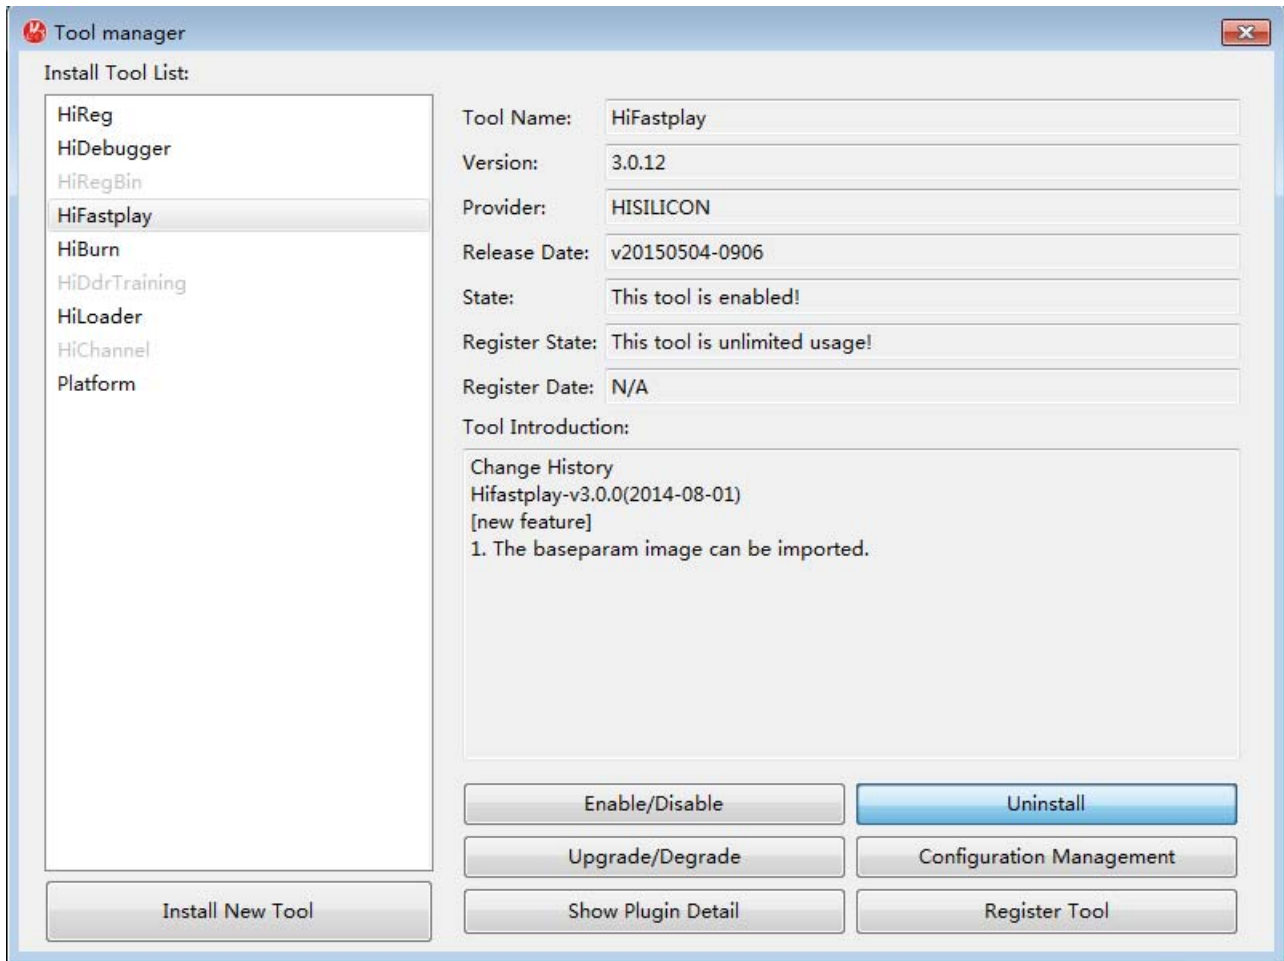 Tool manager
Install Tool List:
HiReg
HiDebugger
HiRegBin
HiFastplay
HiBurn
HiDdrTraining
HiLoader
HiChannel
Platform
Install New Tool
Tool Name: HiFastplay
Version: 3.0.12
Provider: HISILICON
Release Date: v20150504-0906
State: This tool is enabled!
Register State: This tool is unlimited usage!
Register Date: N/A
Tool Introduction:
Change History
Hifastplay-v3.0.0(2014-08-01)
[new feature]
1. The baseparam image can be imported.
Enable/Disable Uninstall
Upgrade/Degrade Configuration Management
Show Plugin Detail Register Tool